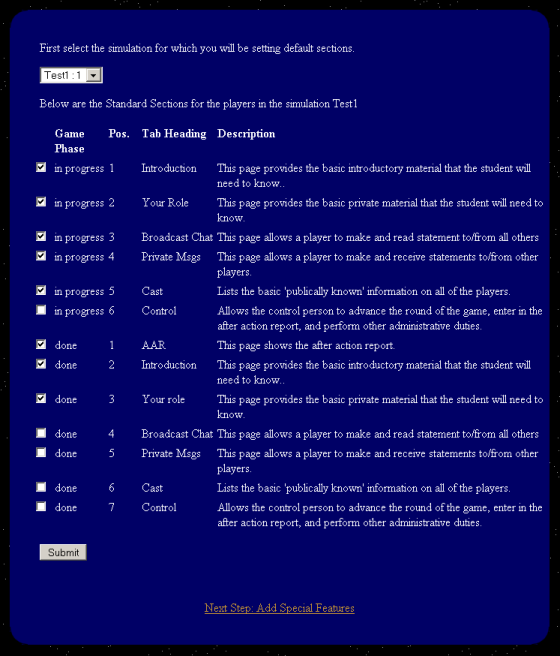 First select the simulation for which you will be setting default sections.
Test1 : 1
Below are the Standard Sections for the players in the simulation Test1
Game Phase Pos. Tab Heading Description
in progress 1 Introduction This page provides the basic introductory material that the student will
need to know..
in progress 2 Your Role This page provides the basic private material that the student will need to
know.
in progress 3 Broadcast Chat This page allows a player to make and read statement to/from all others
in progress 4 Private Msgs This page allows a player to make and receive statements to/from other
players.
in progress 5 Cast Lists the basic 'publically known' information on all of the players.
in progress 6 Control Allows the control person to advance the round of the game, enter in the
after action report, and perform other administrative duties.
done 1 AAR This page shows the after action report.
done 2 Introduction This page provides the basic introductory material that the student will
need to know..
done 3 Your role This page provides the basic private material that the student will need to
know.
done 4 Broadcast Chat This page allows a player to make and read statement to/from all others
done 5 Private Msgs This page allows a player to make and receive statements to/from other
players.
done 6 Cast Lists the basic 'publically known' information on all of the players.
done 7 Control Allows the control person to advance the round of the game, enter in the
after action report, and perform other administrative duties.
Submit
Next Step: Add Special Features